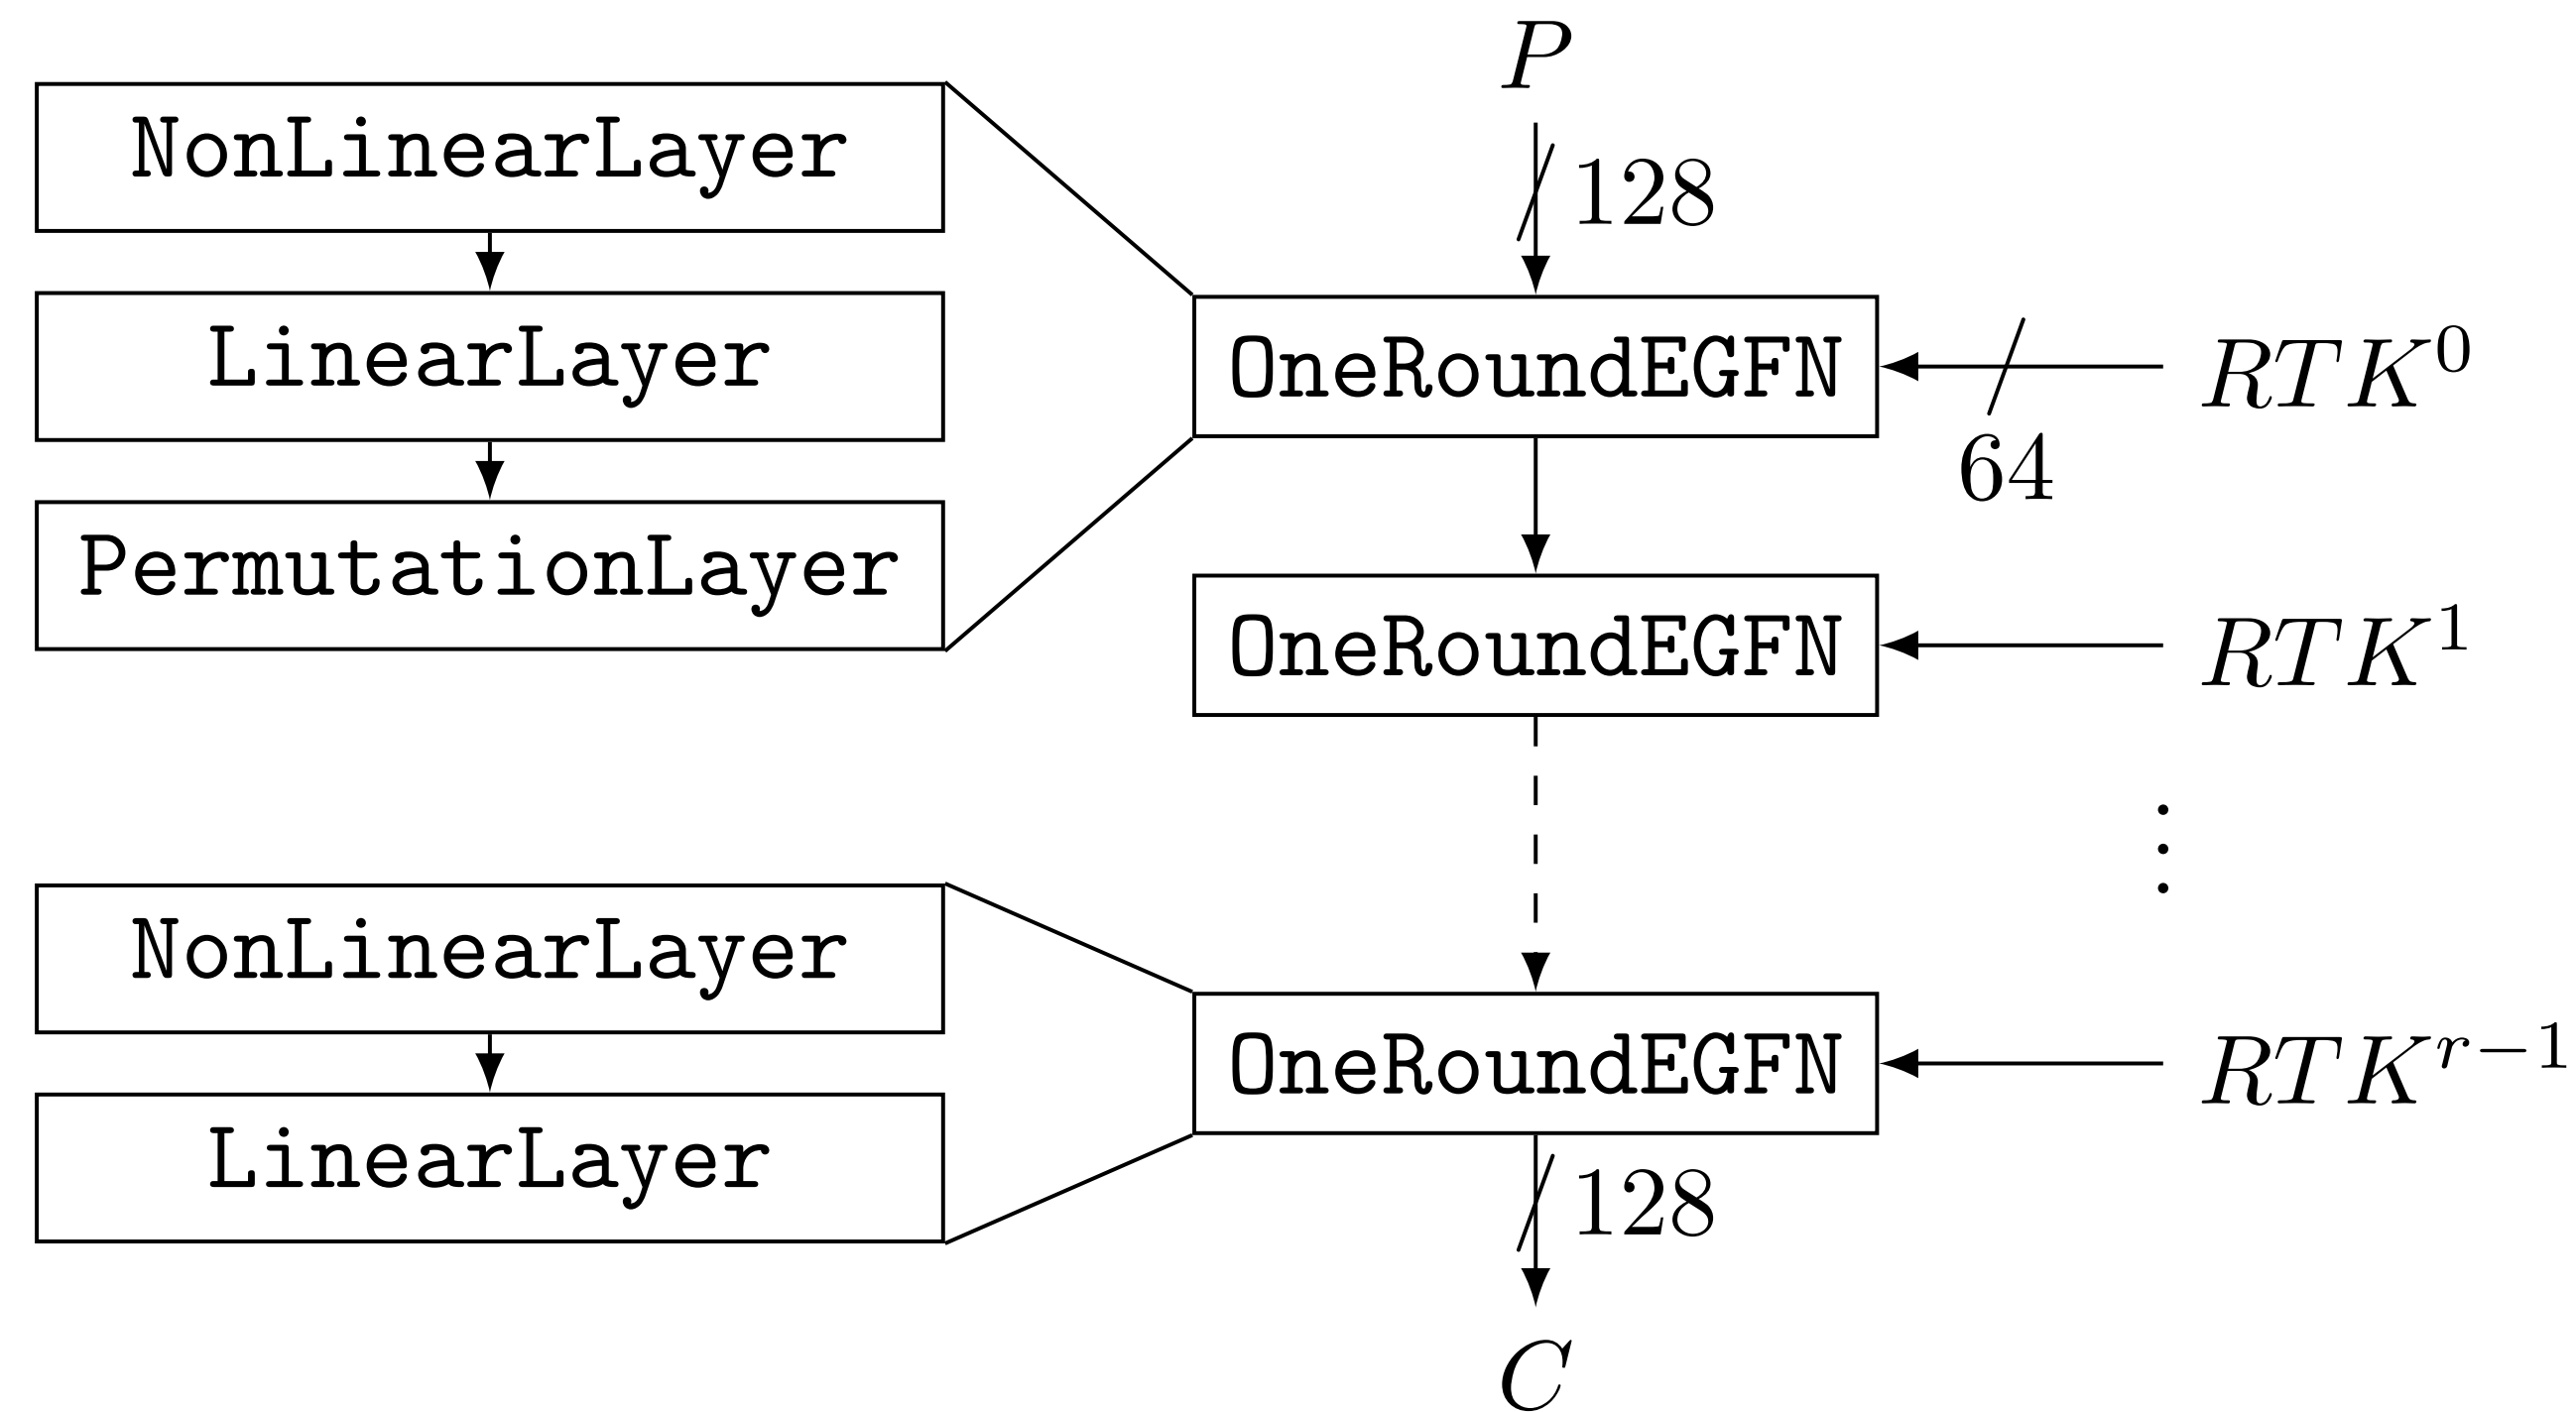 P
NonLinearLayer
128
LinearLayer
OneRoundEGFN
RTK^0
64
PermutationLayer
OneRoundEGFN
RTK^1
⋮
NonLinearLayer
OneRoundEGFN
RTK^{r-1}
LinearLayer
128
C